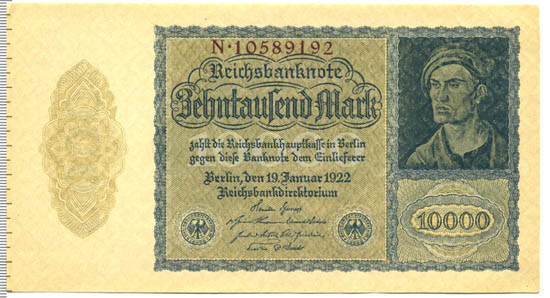 N·10589192
Reichsbanknote
Zehntausend Mark
zahlt die Reichsbankhauptkasse in Berlin
gegen diese Banknote dem Einlieferer
Berlin, den 19. Januar 1922
Reichsbankdirektorium
10000